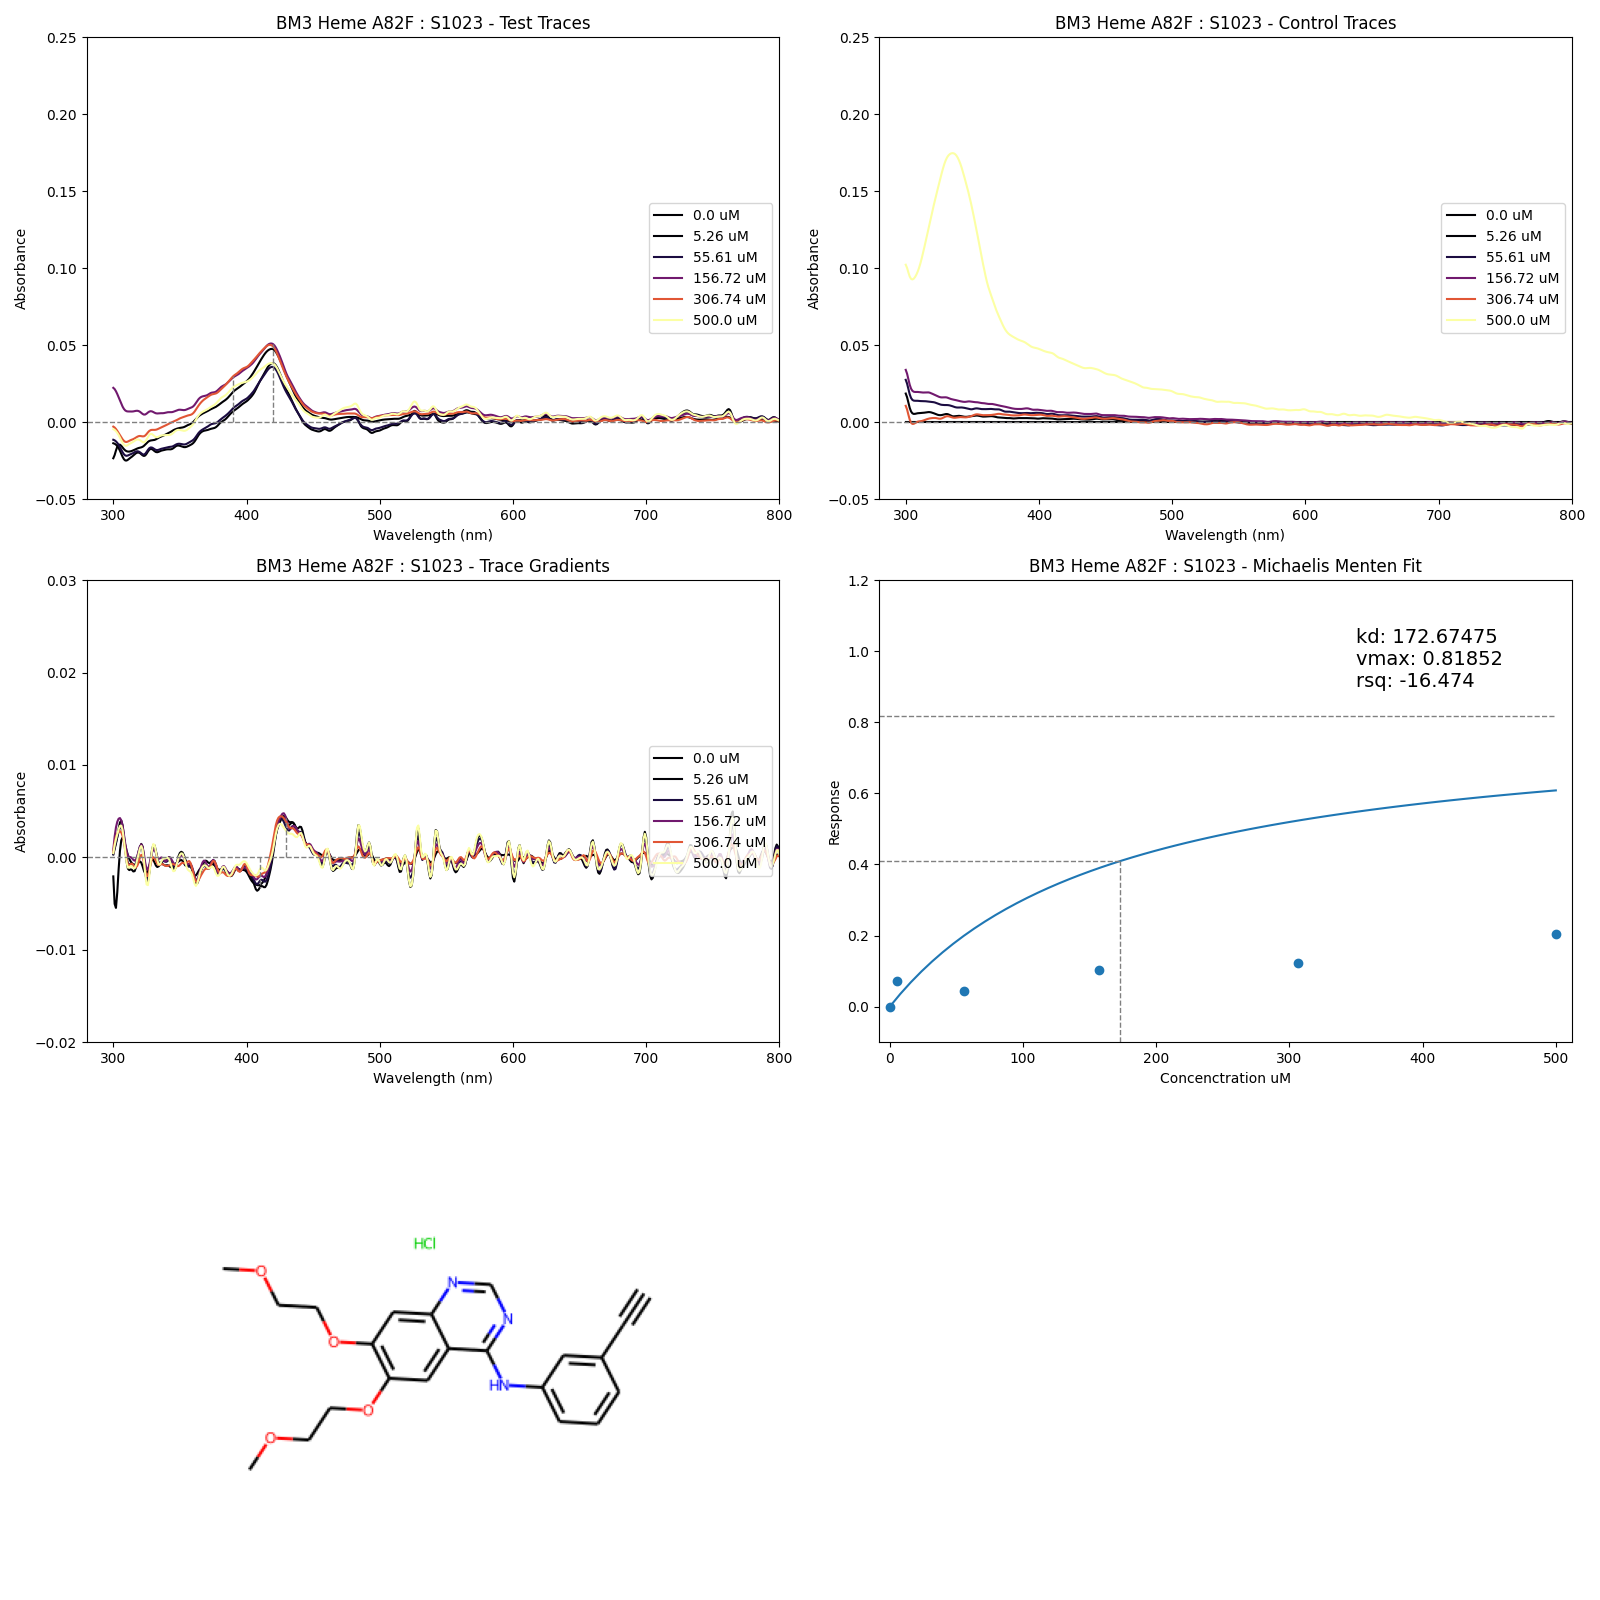 BM3 Heme A82F : S1023 - Test Traces
0.25
0.20
0.15
0.10
0.05
0.00
−0.05
Absorbance
300 400 500 600 700 800
Wavelength (nm)
0.0 uM
5.26 uM
55.61 uM
156.72 uM
306.74 uM
500.0 uM
BM3 Heme A82F : S1023 - Control Traces
0.25
0.20
0.15
0.10
0.05
0.00
−0.05
Absorbance
300 400 500 600 700 800
Wavelength (nm)
0.0 uM
5.26 uM
55.61 uM
156.72 uM
306.74 uM
500.0 uM
BM3 Heme A82F : S1023 - Trace Gradients
0.03
0.02
0.01
0.00
−0.01
−0.02
Absorbance
300 400 500 600 700 800
Wavelength (nm)
0.0 uM
5.26 uM
55.61 uM
156.72 uM
306.74 uM
500.0 uM
BM3 Heme A82F : S1023 - Michaelis Menten Fit
1.2
1.0
0.8
0.6
0.4
0.2
0.0
Response
kd: 172.67475
vmax: 0.81852
rsq: -16.474
0 100 200 300 400 500
Concenctration uM
HCl
O
N
N
O
HN
O
O